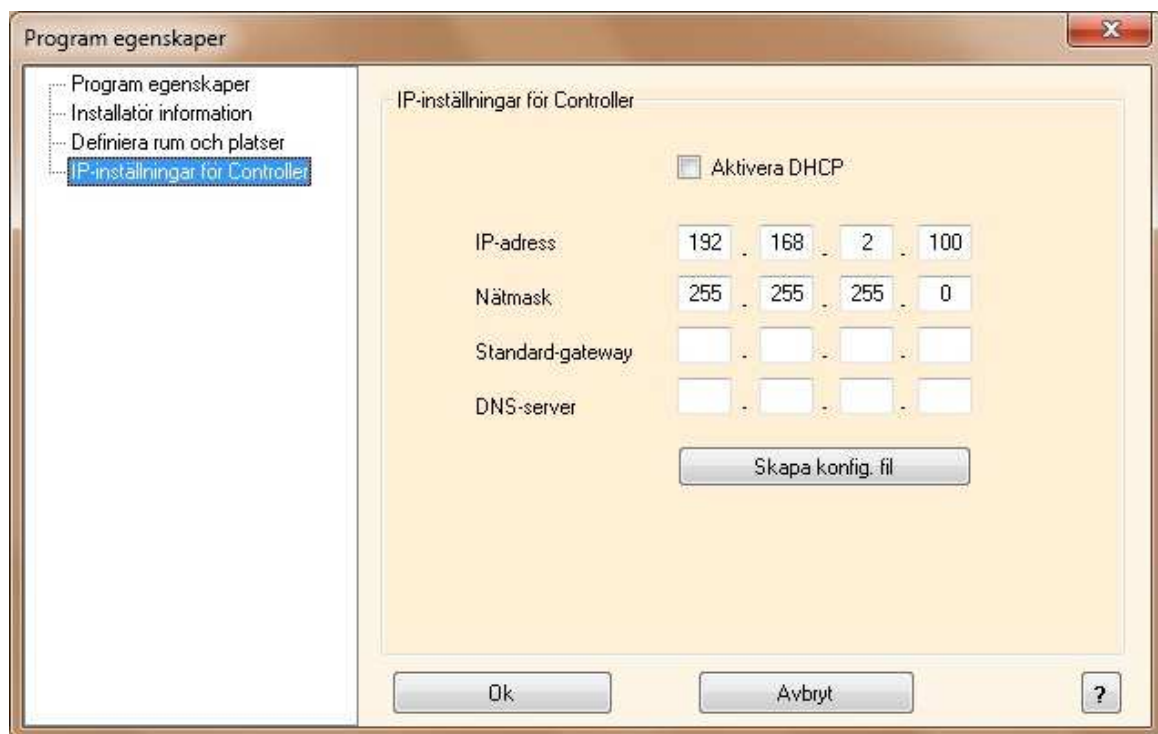 Program egenskaper
Program egenskaper
Installatör information
Definiera rum och platser
IP-inställningar för Controller
IP-inställningar för Controller
Aktivera DHCP
IP-adress 192 . 168 . 2 . 100
Nätmask 255 . 255 . 255 . 0
Standard-gateway . . .
DNS-server . . .
Skapa konfig. fil
Ok Avbryt ?